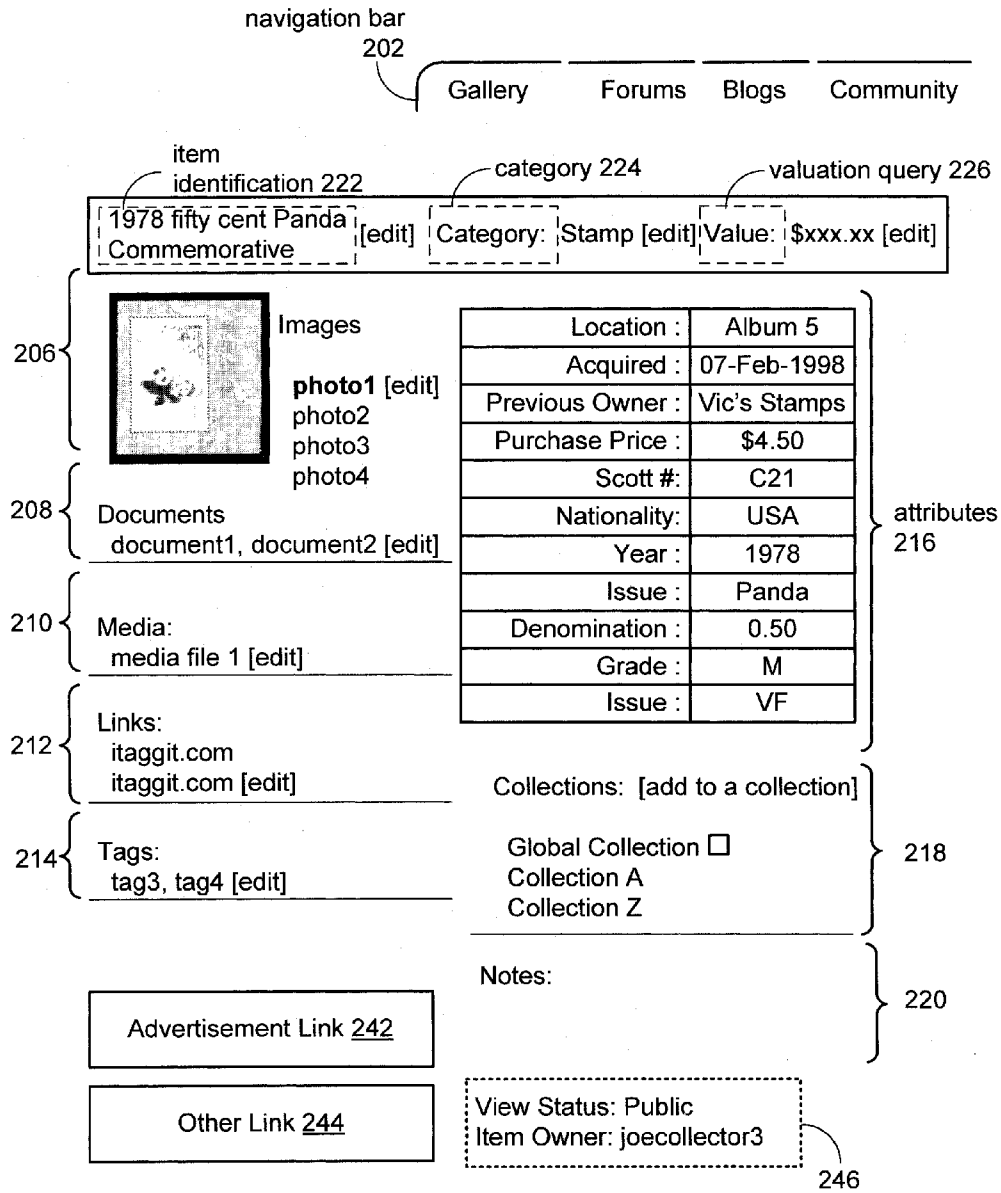 navigation bar
202
Gallery Forums Blogs Community
item
identification 222
category 224
valuation query 226
1978 fifty cent Panda
Commemorative
[edit]
Category: Stamp [edit]
Value: $xxx.xx [edit]
206
Images
photo1 [edit]
photo2
photo3
photo4
208
Documents
document1, document2 [edit]
210
Media:
media file 1 [edit]
212
Links:
itaggit.com
itaggit.com [edit]
214
Tags:
tag3, tag4 [edit]
Location : Album 5
Acquired : 07-Feb-1998
Previous Owner : Vic's Stamps
Purchase Price : $4.50
Scott #: C21
Nationality: USA
Year : 1978
Issue : Panda
Denomination : 0.50
Grade : M
Issue : VF
attributes
216
Collections: [add to a collection]
Global Collection
Collection A
Collection Z
218
Notes:
220
Advertisement Link 242
Other Link 244
View Status: Public
Item Owner: joecollector3
246